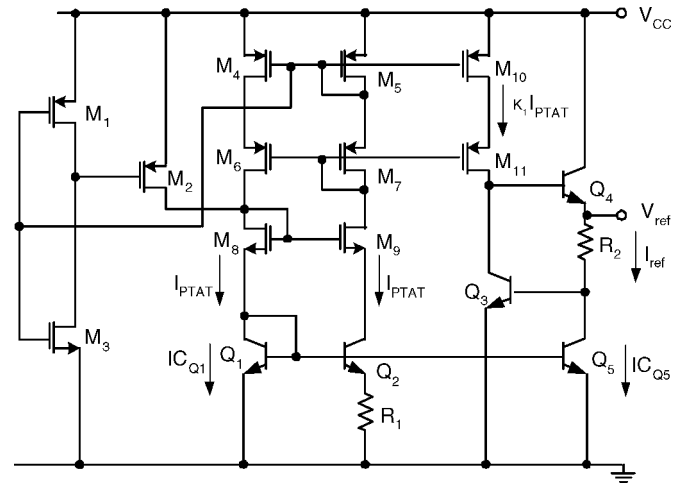 V_CC
M_4
M_5
M_10
M_1
K_1 I_PTAT
M_6
M_7
M_11
M_2
Q_4
V_ref
M_8
M_9
R_2
I_ref
I_PTAT
I_PTAT
Q_3
M_3
IC_Q1
Q_1
Q_2
Q_5
IC_Q5
R_1